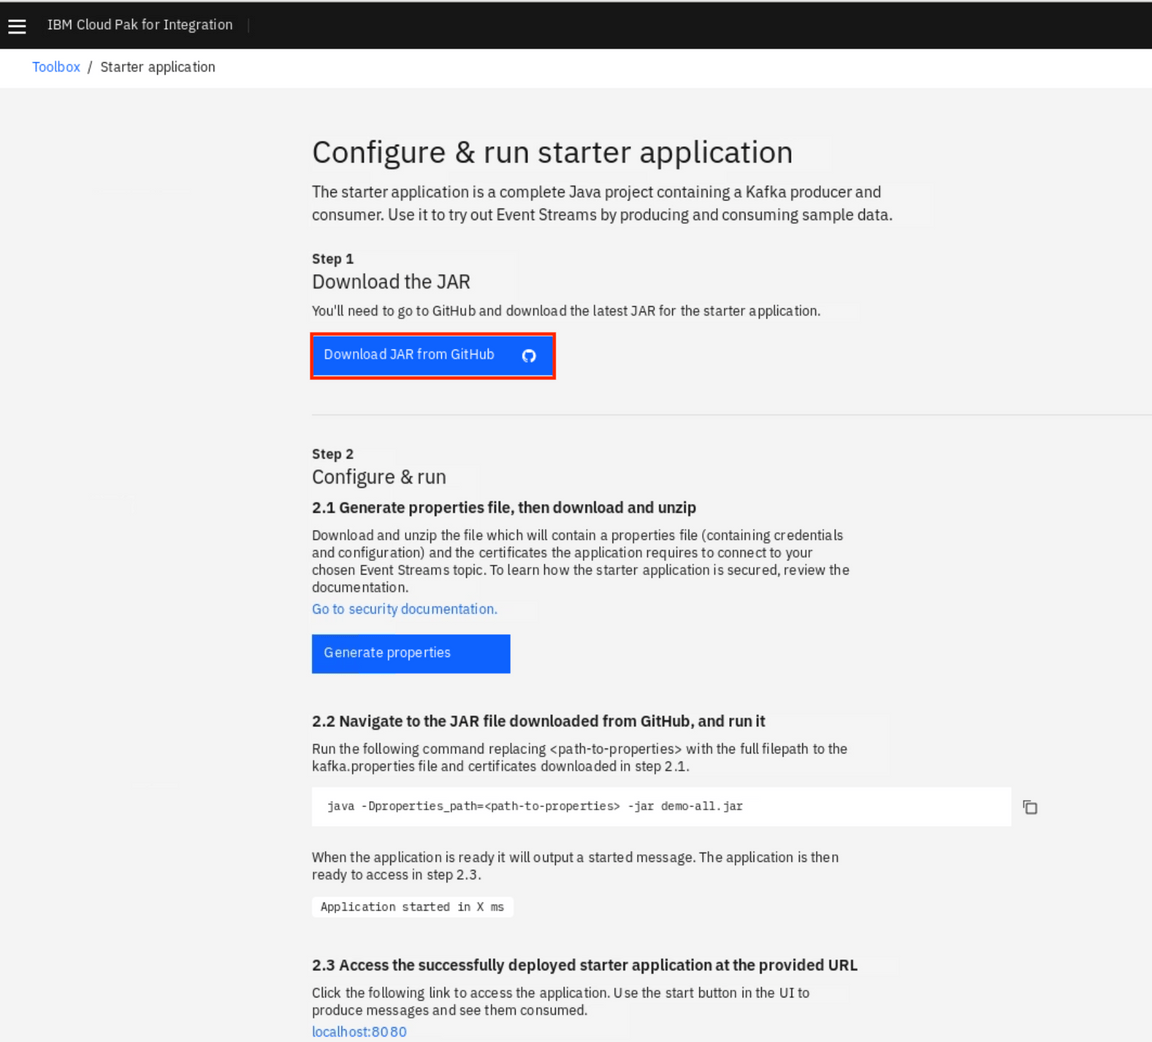 IBM Cloud Pak for Integration
Toolbox / Starter application
Configure & run starter application
The starter application is a complete Java project containing a Kafka producer and
consumer. Use it to try out Event Streams by producing and consuming sample data.
Step 1
Download the JAR
You'll need to go to GitHub and download the latest JAR for the starter application.
Download JAR from GitHub
Step 2
Configure & run
2.1 Generate properties file, then download and unzip
Download and unzip the file which will contain a properties file (containing credentials
and configuration) and the certificates the application requires to connect to your
chosen Event Streams topic. To learn how the starter application is secured, review the
documentation.
Go to security documentation.
Generate properties
2.2 Navigate to the JAR file downloaded from GitHub, and run it
Run the following command replacing <path-to-properties> with the full filepath to the
kafka.properties file and certificates downloaded in step 2.1.
java -Dproperties_path=<path-to-properties> -jar demo-all.jar
When the application is ready it will output a started message. The application is then
ready to access in step 2.3.
Application started in X ms
2.3 Access the successfully deployed starter application at the provided URL
Click the following link to access the application. Use the start button in the UI to
produce messages and see them consumed.
localhost:8080